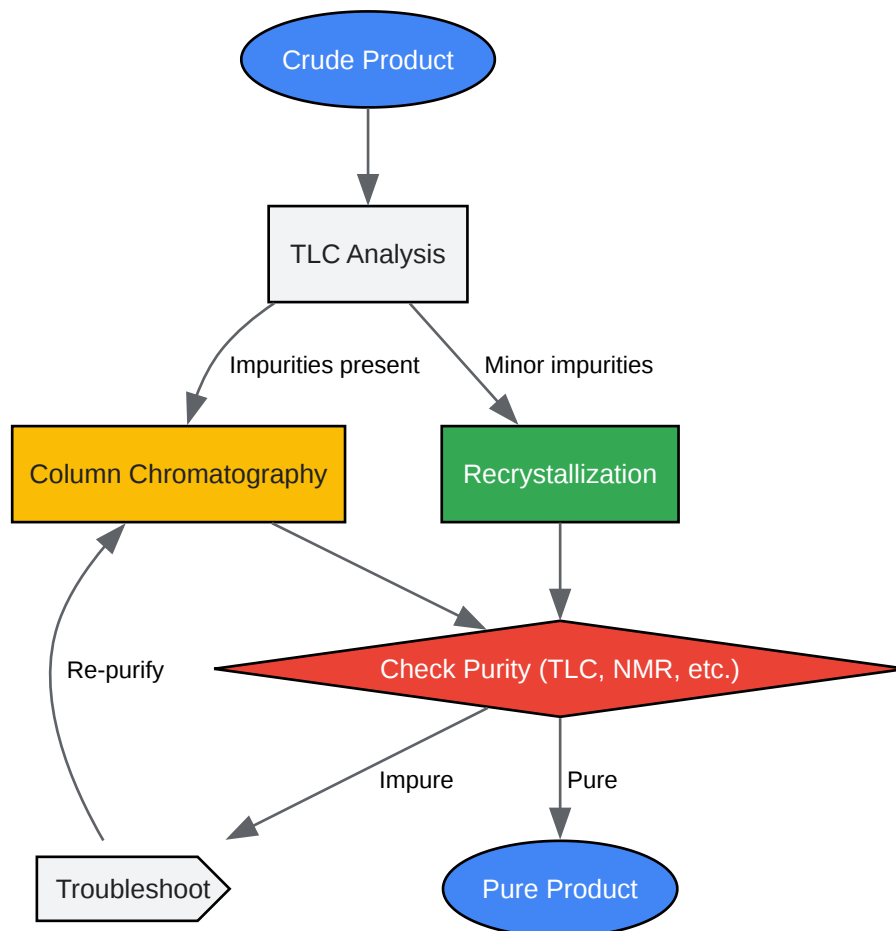 Crude Product
TLC Analysis
Impurities present
Minor impurities
Column Chromatography
Recrystallization
Re-purify
Check Purity (TLC, NMR, etc.)
Impure
Pure
Troubleshoot
Pure Product